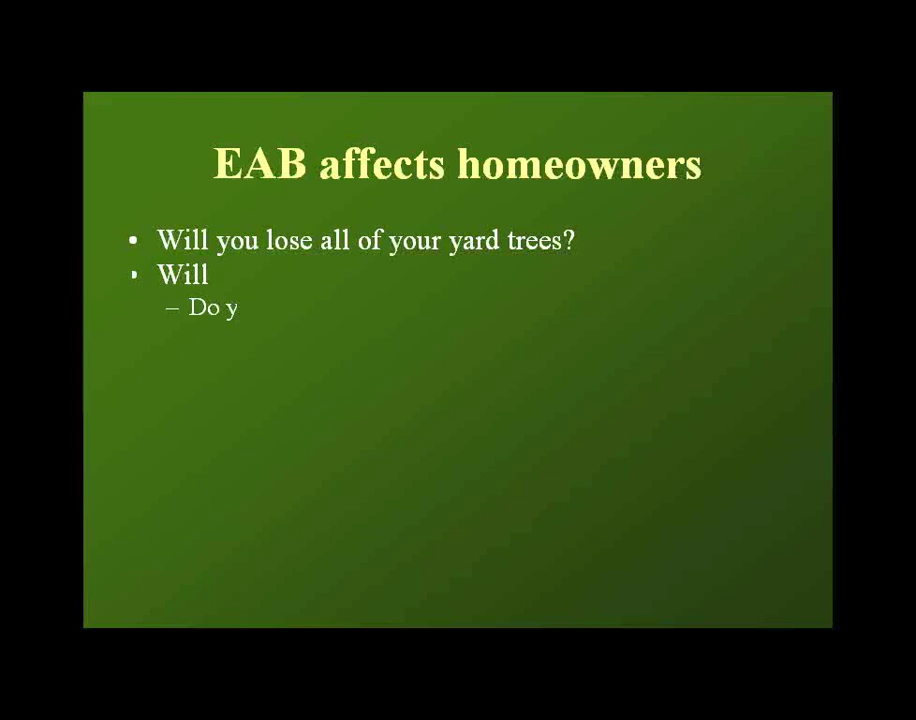 EAB affects homeowners
• Will you lose all of your yard trees?
• Will
– Do y